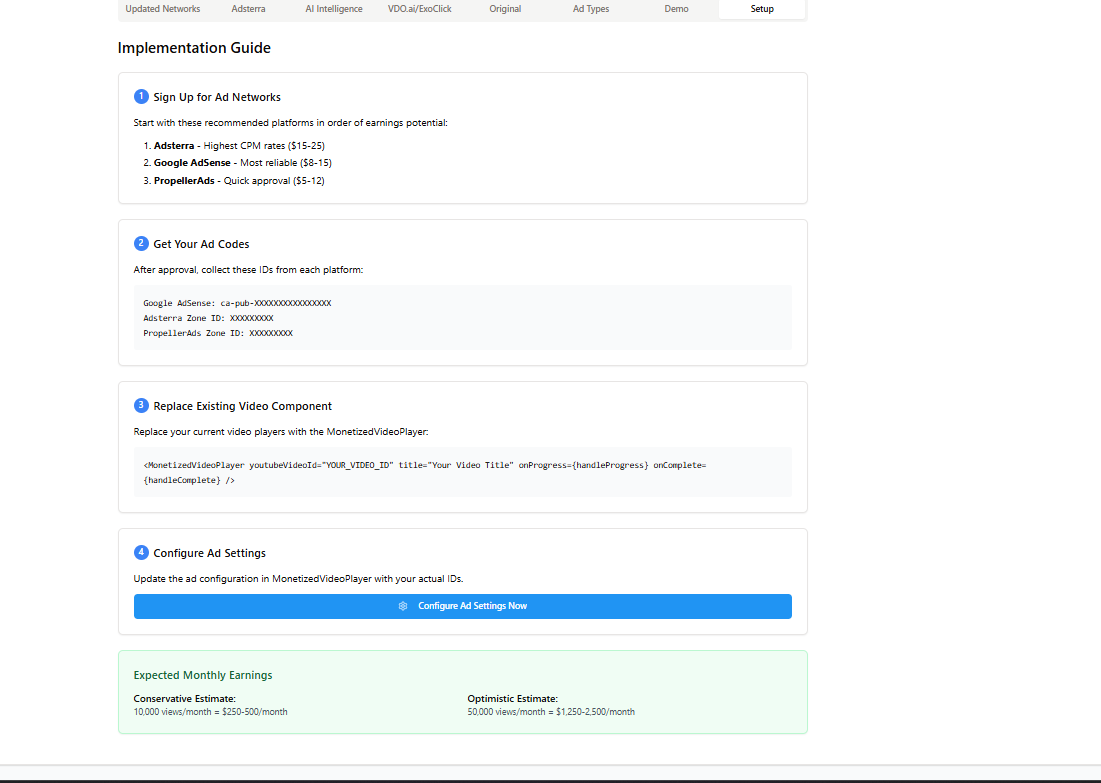 Updated Networks Adsterra AI Intelligence VDO.ai/ExoClick Original Ad Types Demo Setup
Implementation Guide
1 Sign Up for Ad Networks
Start with these recommended platforms in order of earnings potential:
1. Adsterra - Highest CPM rates ($15-25)
2. Google AdSense - Most reliable ($8-15)
3. PropellerAds - Quick approval ($5-12)
2 Get Your Ad Codes
After approval, collect these IDs from each platform:
Google AdSense: ca-pub-XXXXXXXXXXXXXXXX
Adsterra Zone ID: XXXXXXXXX
PropellerAds Zone ID: XXXXXXXXX
3 Replace Existing Video Component
Replace your current video players with the MonetizedVideoPlayer:
<MonetizedVideoPlayer youtubeVideoId="YOUR_VIDEO_ID" title="Your Video Title" onProgress={handleProgress} onComplete=
{handleComplete} />
4 Configure Ad Settings
Update the ad configuration in MonetizedVideoPlayer with your actual IDs.
Configure Ad Settings Now
Expected Monthly Earnings
Conservative Estimate: Optimistic Estimate:
10,000 views/month = $250-500/month 50,000 views/month = $1,250-2,500/month